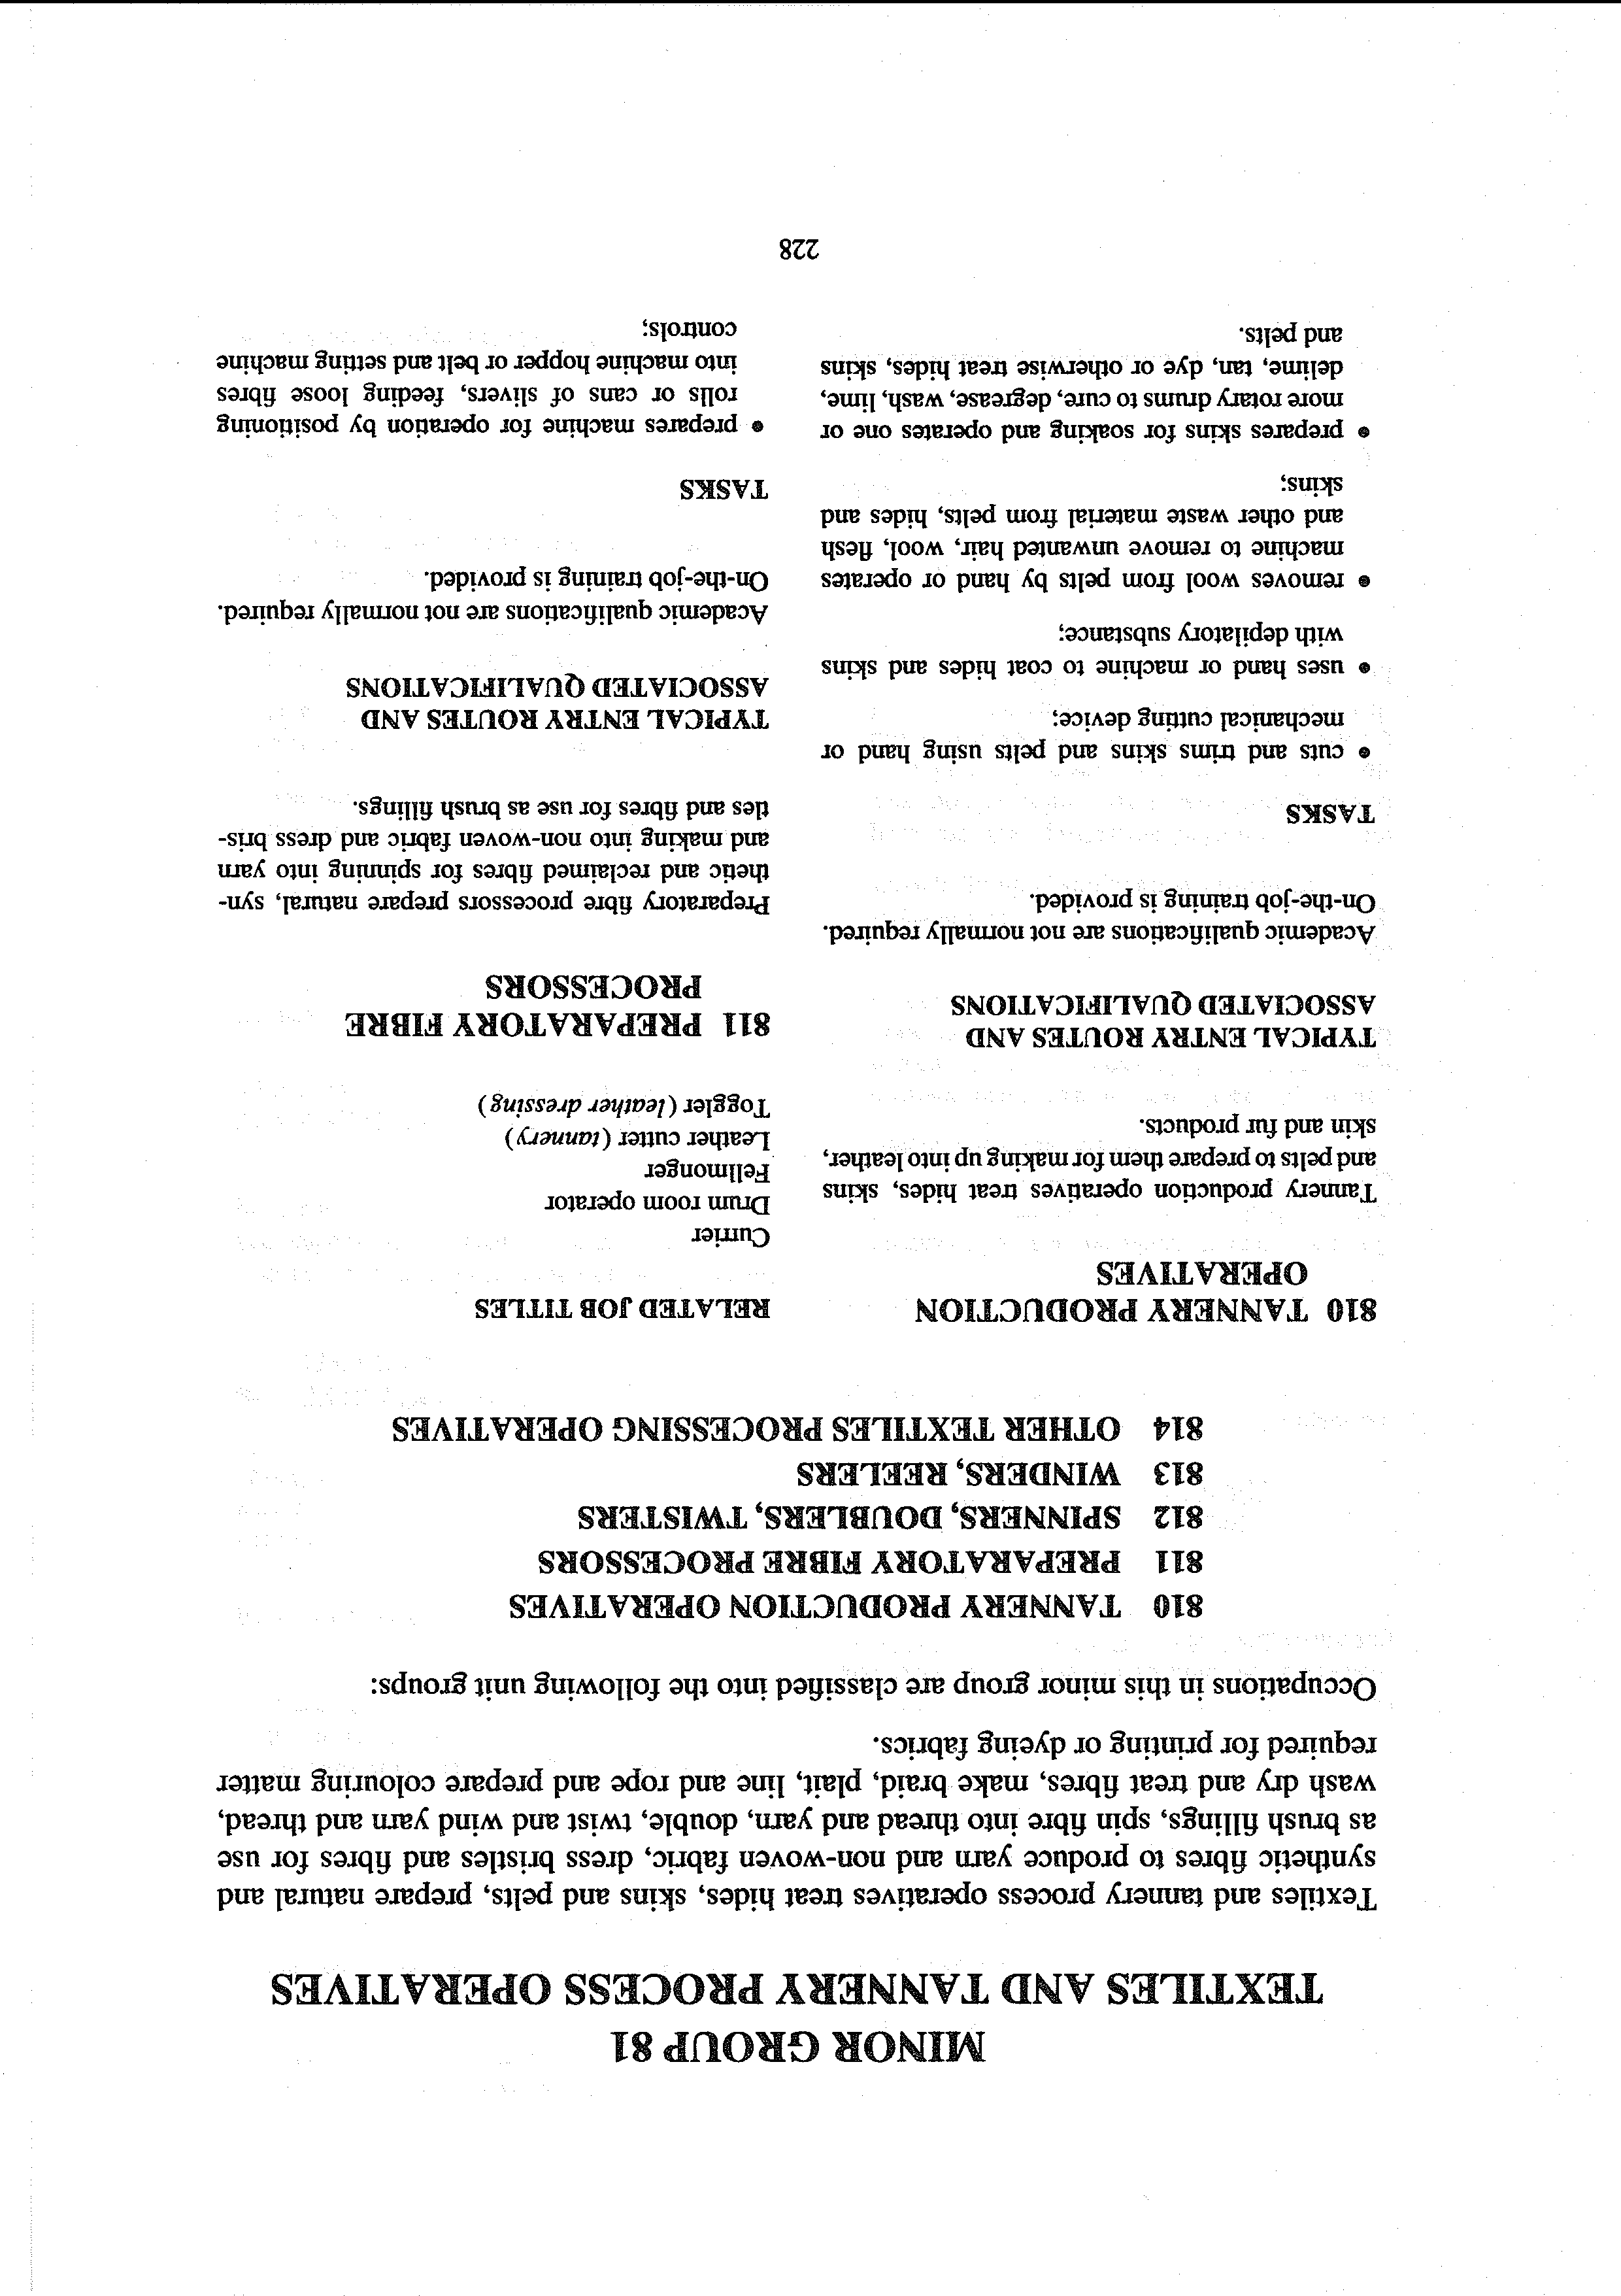 MINOR GROUP 81
TEXTILES AND TANNERY PROCESS OPERATIVES
Textiles and tannery process operatives treat hides, skins and pelts, prepare natural and
synthetic fibres to produce yarn and non-woven fabric, dress bristles and fibres for use
as brush fillings, spin fibre into thread and yarn, double, twist and wind yarn and thread,
wash dry and treat fibres, make braid, plait, line and rope and prepare colouring matter
required for printing or dyeing fabrics.
Occupations in this minor group are classified into the following unit groups:
810 TANNERY PRODUCTION OPERATIVES
811 PREPARATORY FIBRE PROCESSORS
812 SPINNERS, DOUBLERS, TWISTERS
813 WINDERS, REELERS
814 OTHER TEXTILES PROCESSING OPERATIVES
810 TANNERY PRODUCTION
OPERATIVES
Tannery production operatives treat hides, skins
and pelts to prepare them for making up into leather,
skin and fur products.
TYPICAL ENTRY ROUTES AND
ASSOCIATED QUALIFICATIONS
Academic qualifications are not normally required.
On-the-job training is provided.
TASKS
• cuts and trims skins and pelts using hand or
mechanical cutting device;
• uses hand or machine to coat hides and skins
with depilatory substance;
• removes wool from pelts by hand or operates
machine to remove unwanted hair, wool, flesh
and other waste material from pelts, hides and
skins;
• prepares skins for soaking and operates one or
more rotary drums to cure, degrease, wash, lime,
delime, tan, dye or otherwise treat hides, skins
and pelts.
RELATED JOB TITLES
Currier
Drum room operator
Fellmonger
Leather cutter (tannery)
Toggler (leather dressing)
811 PREPARATORY FIBRE
PROCESSORS
Preparatory fibre processors prepare natural, syn-
thetic and reclaimed fibres for spinning into yarn
and making into non-woven fabric and dress bris-
tles and fibres for use as brush fillings.
TYPICAL ENTRY ROUTES AND
ASSOCIATED QUALIFICATIONS
Academic qualifications are not normally required.
On-the-job training is provided.
TASKS
• prepares machine for operation by positioning
rolls or cans of slivers, feeding loose fibres
into machine hopper or belt and setting machine
controls;
228